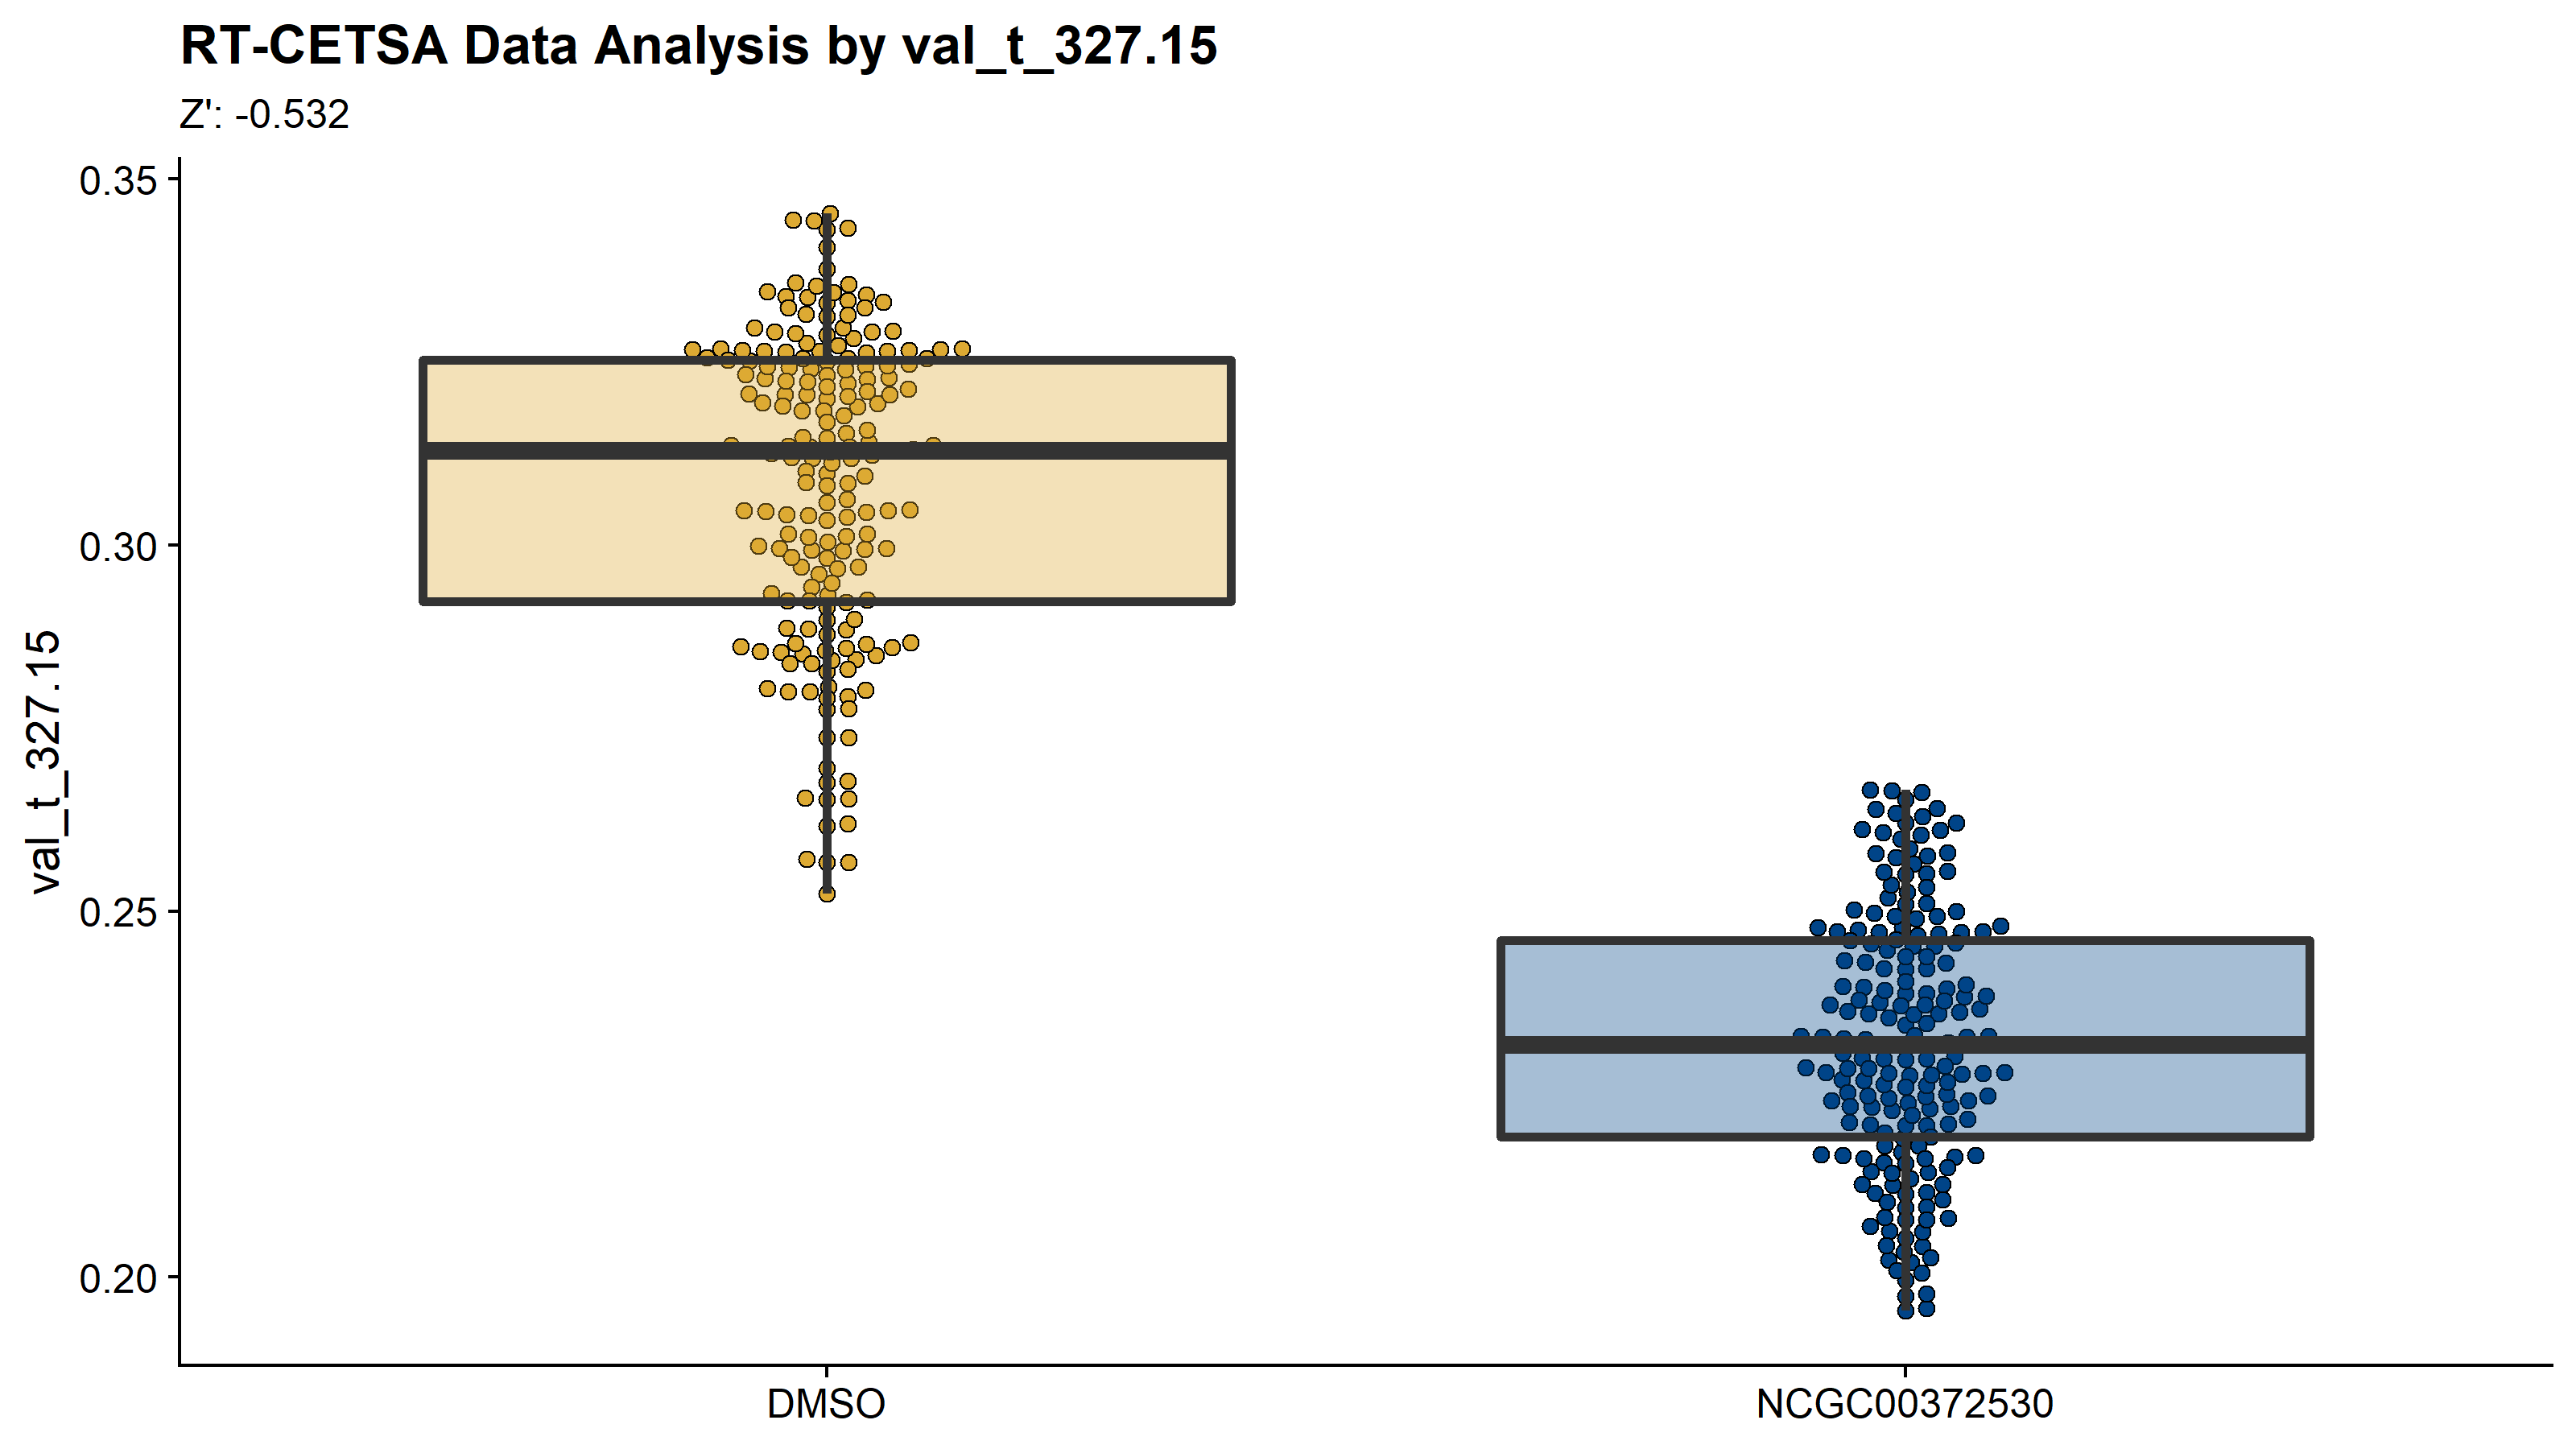 RT-CETSA Data Analysis by val_t_327.15
Z': -0.532
val_t_327.15
0.35
0.30
0.25
0.20
DMSO
NCGC00372530